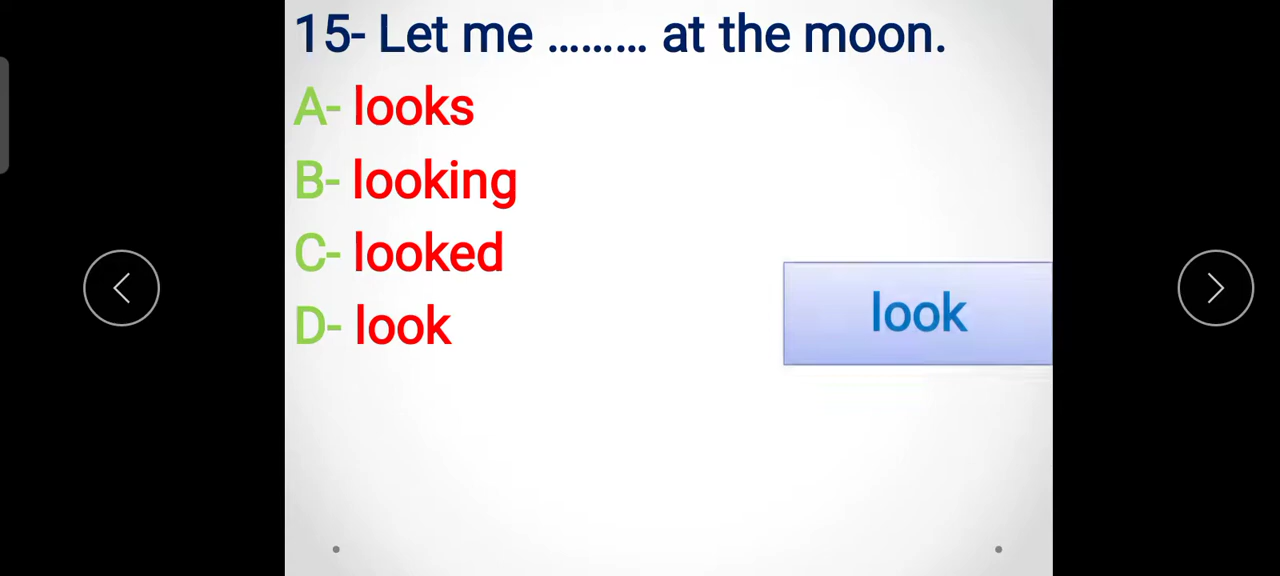 15- Let me ......... at the moon.
A- looks
B- looking
C- looked
D- look
look